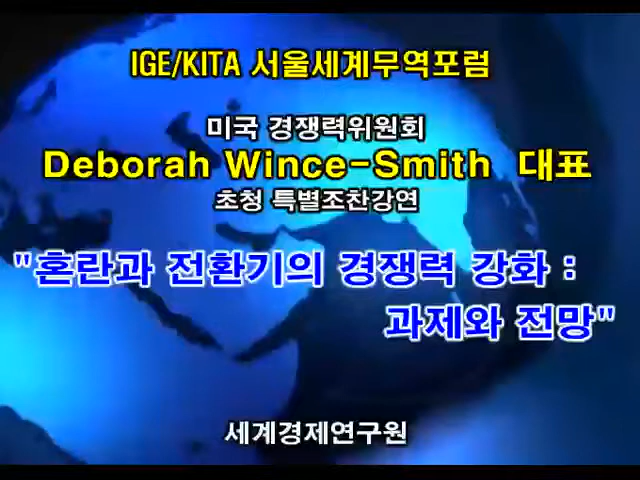 IGE/KITA 서울세계무역포럼
미국 경쟁력위원회
Deborah Wince-Smith 대표
초청 특별조찬강연
"혼란과 전환기의 경쟁력 강화 :
과제와 전망"
세계경제연구원